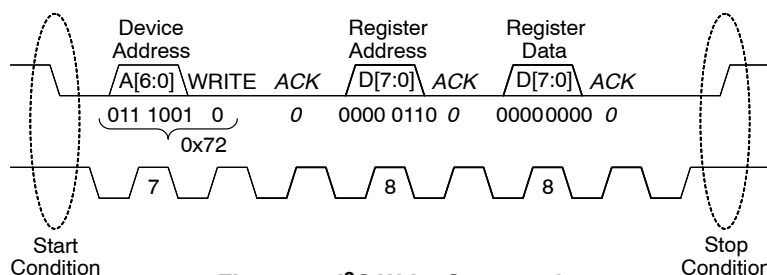 Device Address
Register Address
Register Data
A[6:0] WRITE ACK D[7:0] ACK D[7:0] ACK
011 1001 0 0 0000 0110 0 00000000 0
0x72
7 8 8
Start Condition
Stop Condition